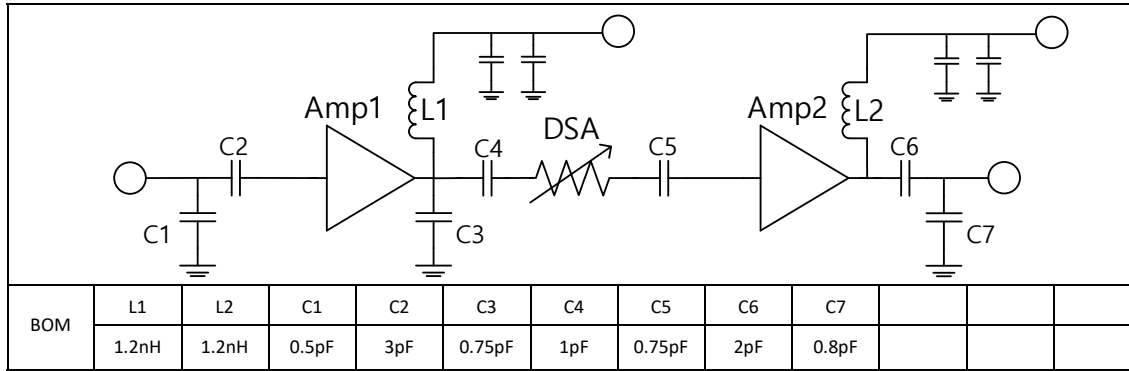 Amp1
L1
Amp2
L2
C2
C4
DSA
C5
C6
C1
C3
C7
BOM L1 L2 C1 C2 C3 C4 C5 C6 C7
1.2nH 1.2nH 0.5pF 3pF 0.75pF 1pF 0.75pF 2pF 0.8pF